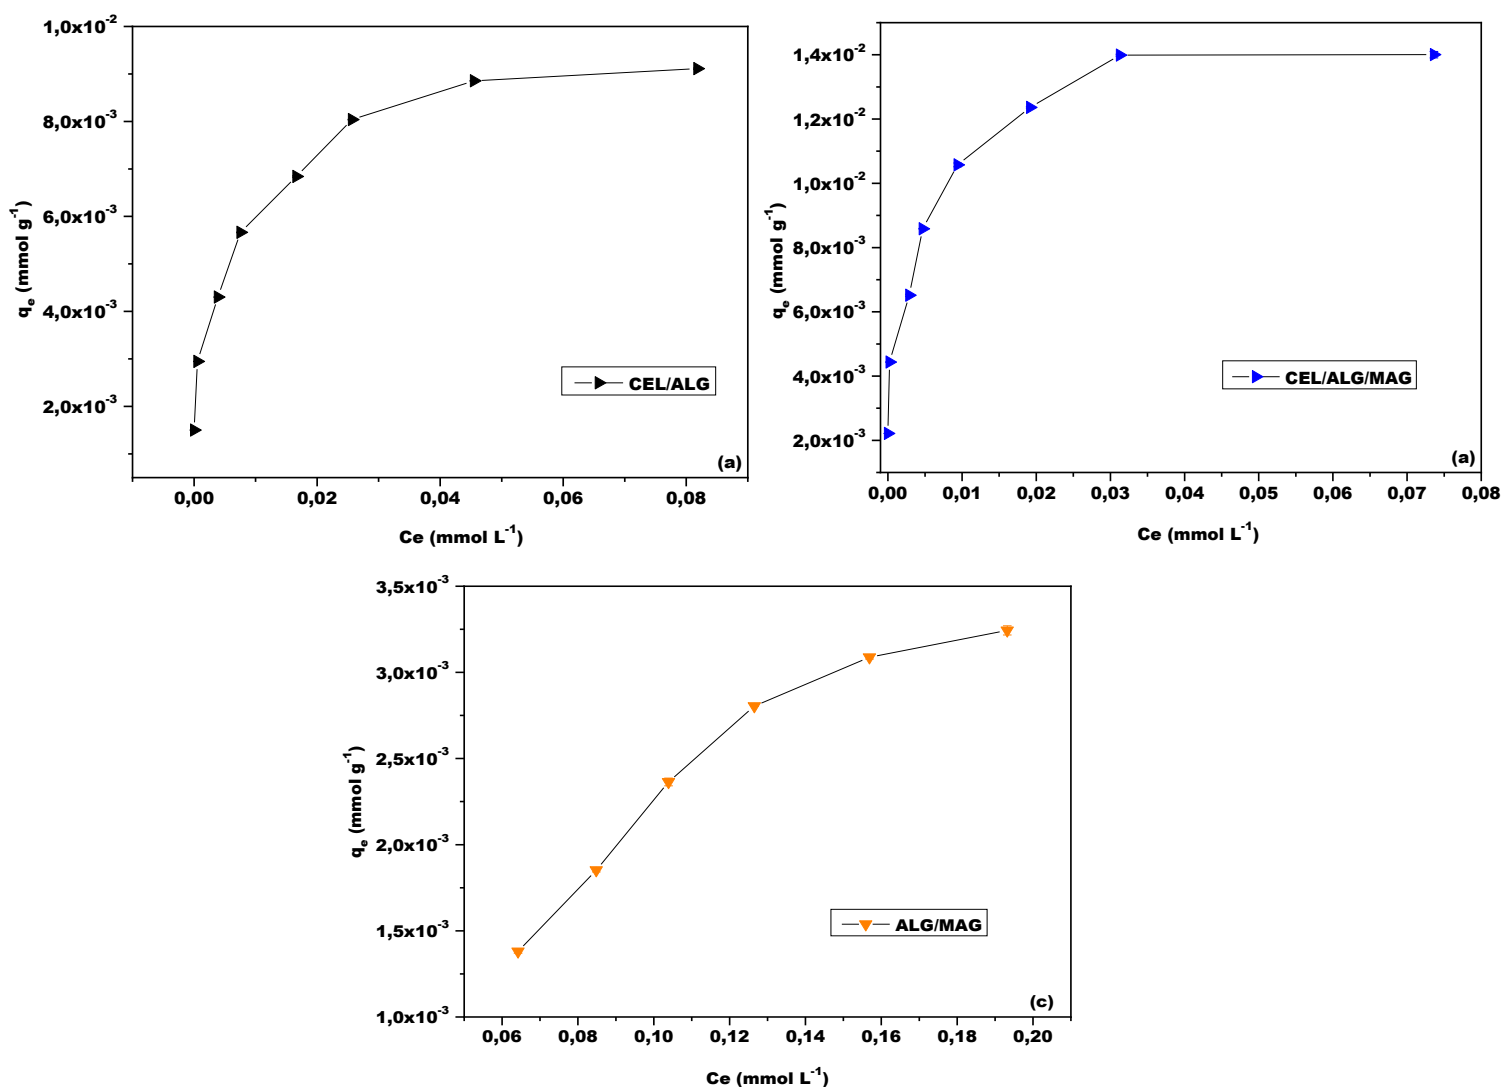 1,0x10⁻²
8,0x10⁻³
6,0x10⁻³
4,0x10⁻³
2,0x10⁻³
qₑ (mmol g⁻¹)
CEL/ALG
(a)
0,00 0,02 0,04 0,06 0,08
Ce (mmol L⁻¹)
1,4x10⁻²
1,2x10⁻²
1,0x10⁻²
8,0x10⁻³
6,0x10⁻³
4,0x10⁻³
2,0x10⁻³
qₑ (mmol g⁻¹)
CEL/ALG/MAG
(a)
0,00 0,01 0,02 0,03 0,04 0,05 0,06 0,07 0,08
Ce (mmol L⁻¹)
3,5x10⁻³
3,0x10⁻³
2,5x10⁻³
2,0x10⁻³
1,5x10⁻³
1,0x10⁻³
qₑ (mmol g⁻¹)
ALG/MAG
(c)
0,06 0,08 0,10 0,12 0,14 0,16 0,18 0,20
Ce (mmol L⁻¹)